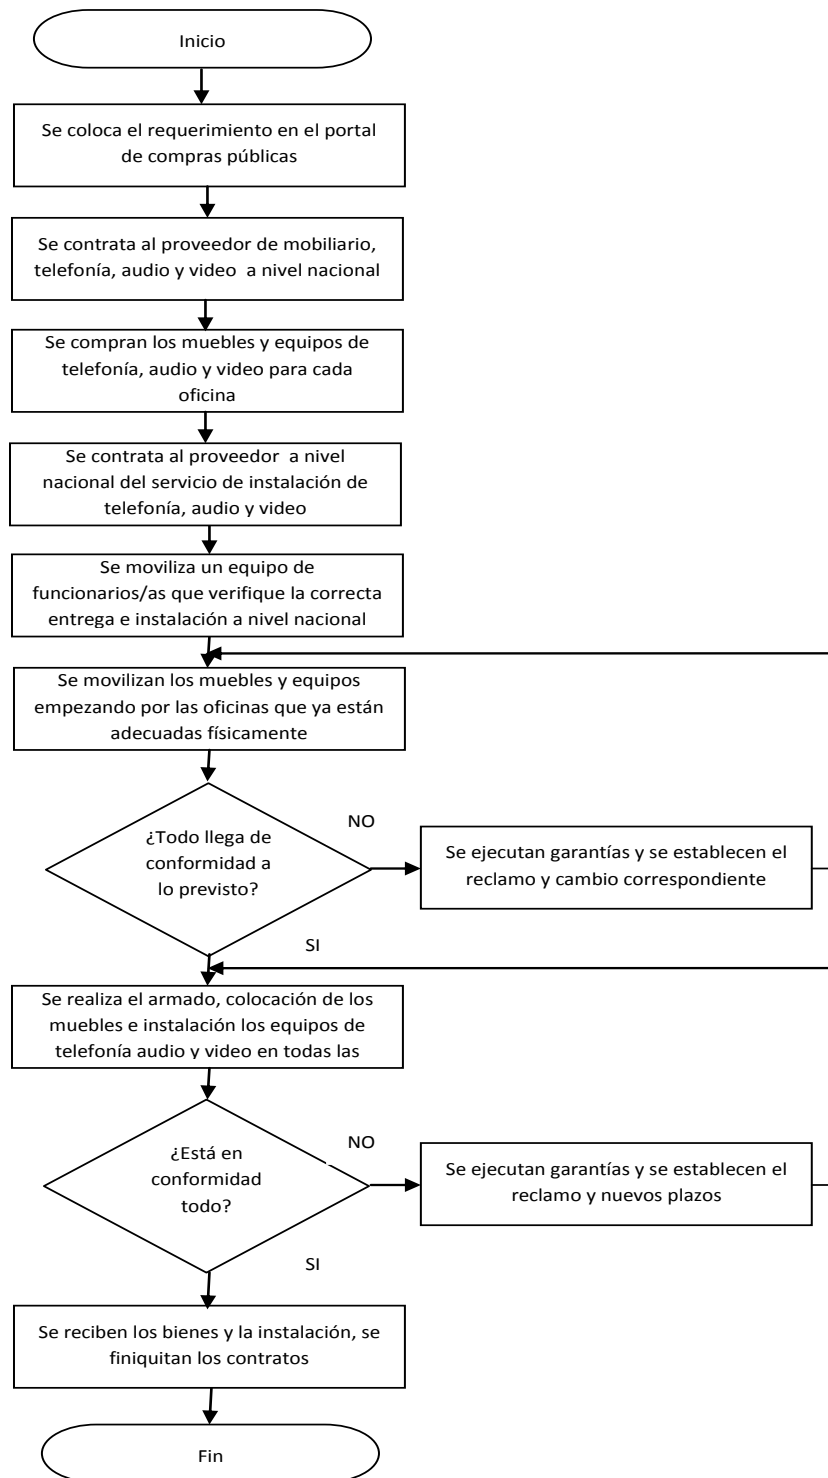 Inicio
Se coloca el requerimiento en el portal
de compras públicas
Se contrata al proveedor de mobiliario,
telefonía, audio y video a nivel nacional
Se compran los muebles y equipos de
telefonía, audio y video para cada
oficina
Se contrata al proveedor a nivel
nacional del servicio de instalación de
telefonía, audio y video
Se moviliza un equipo de
funcionarios/as que verifique la correcta
entrega e instalación a nivel nacional
Se movilizan los muebles y equipos
empezando por las oficinas que ya están
adecuadas físicamente
¿Todo llega de
conformidad a
lo previsto?
NO
Se ejecutan garantías y se establecen el
reclamo y cambio correspondiente
SI
Se realiza el armado, colocación de los
muebles e instalación los equipos de
telefonía audio y video en todas las
¿Está en
conformidad
todo?
NO
Se ejecutan garantías y se establecen el
reclamo y nuevos plazos
SI
Se reciben los bienes y la instalación, se
finiquitan los contratos
Fin